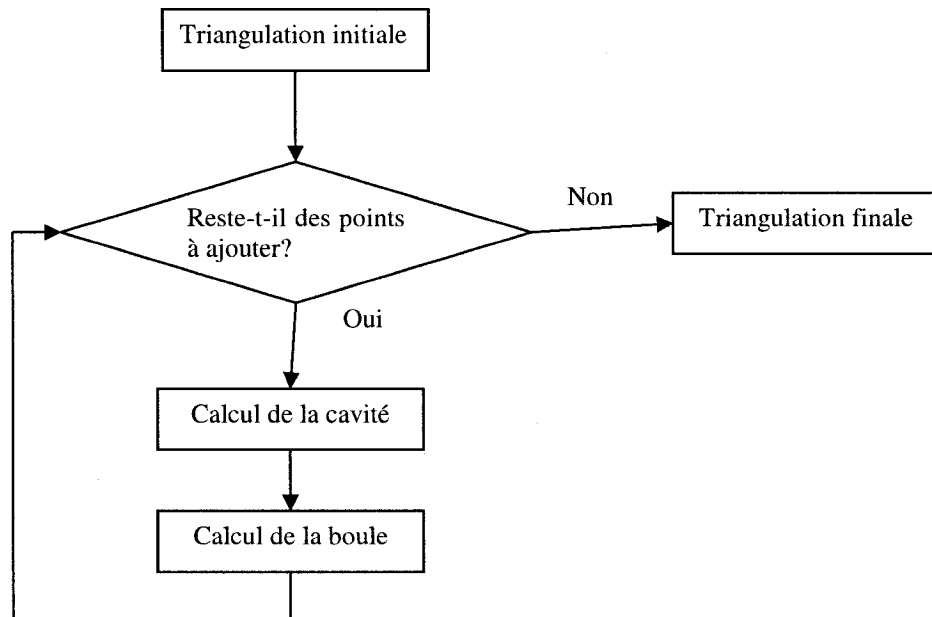 Triangulation initiale
Reste-t-il des points
à ajouter?
Non
Triangulation finale
Oui
Calcul de la cavité
Calcul de la boule